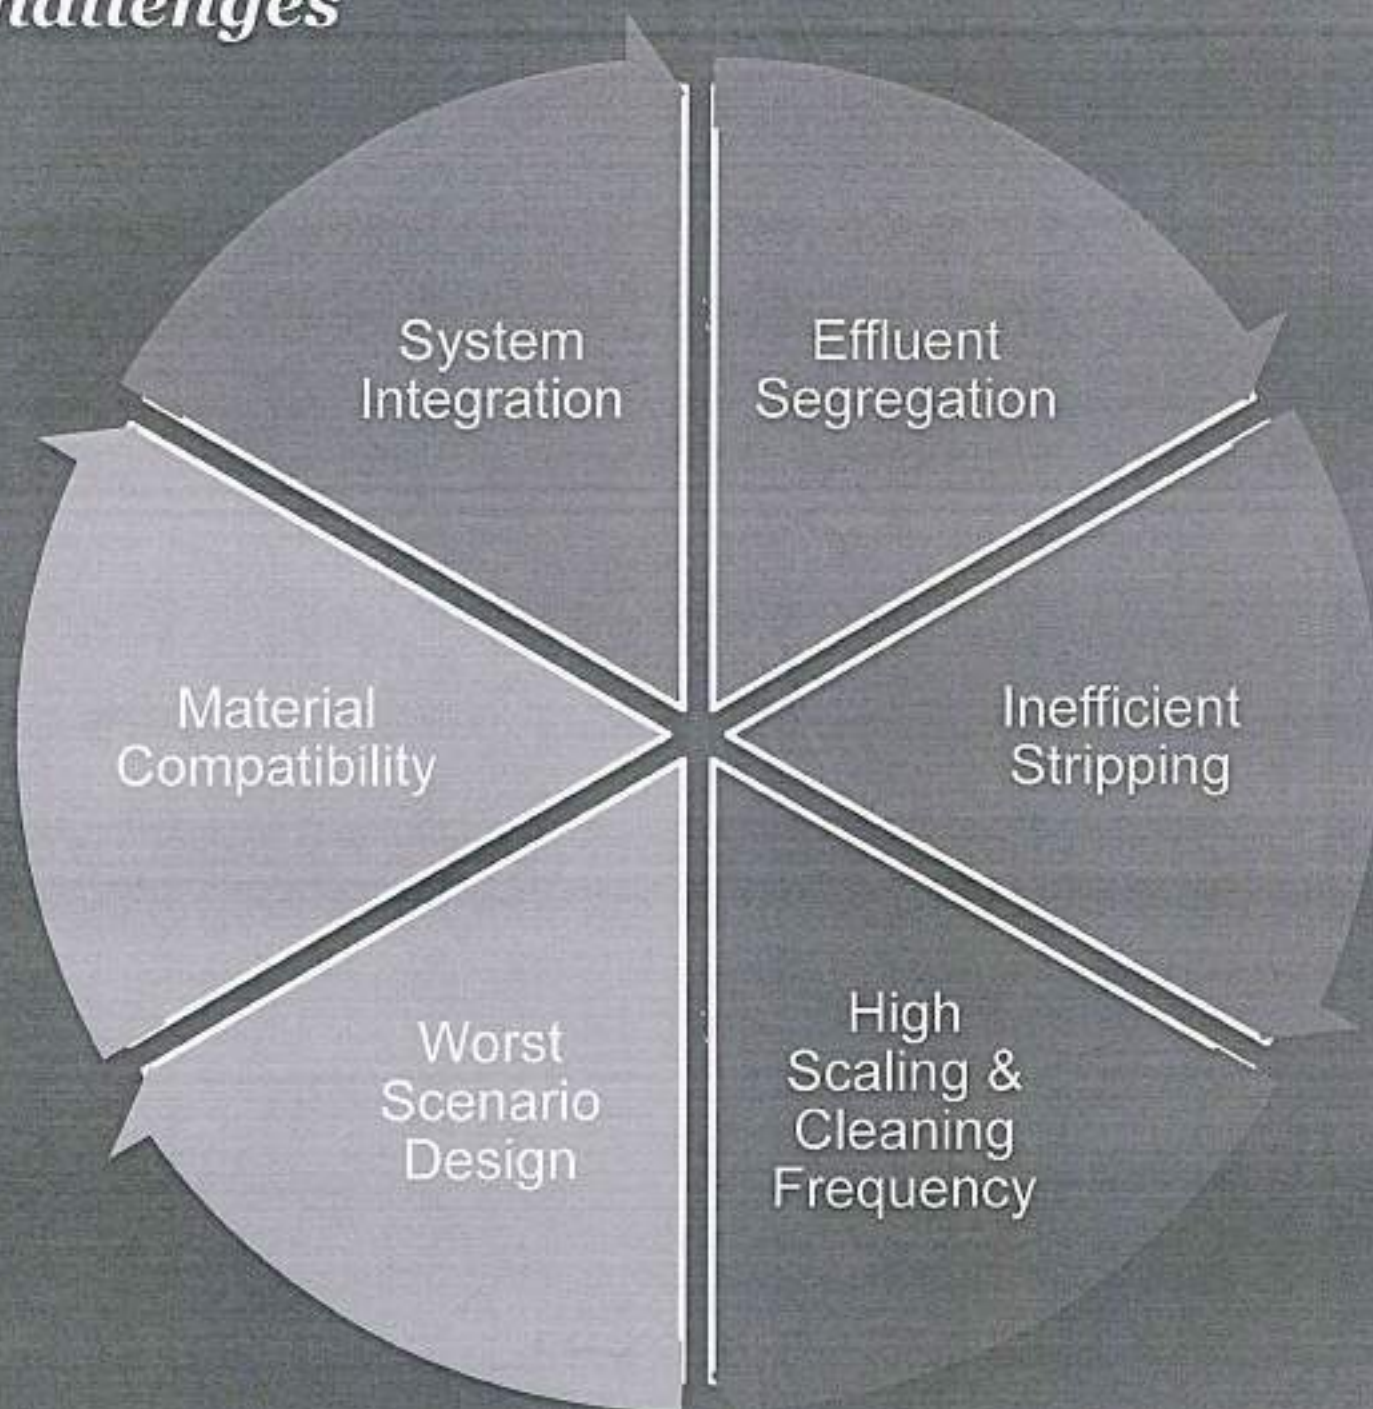 System
Integration
Effluent
Segregation
Inefficient
Stripping
High
Scaling &
Cleaning
Frequency
Worst
Scenario
Design
Material
Compatibility